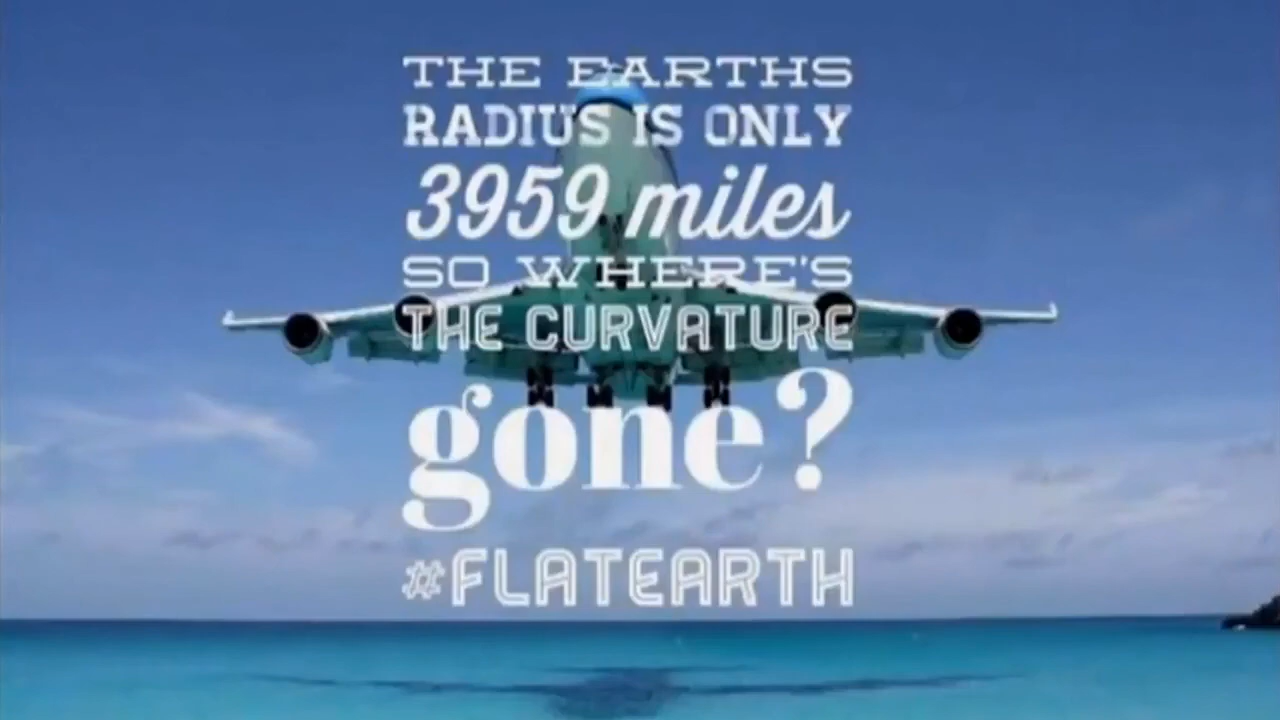 THE EARTHS
RADIUS IS ONLY
3959 miles
SO WHERE'S
THE CURVATURE
gone?
#FLATEARTH